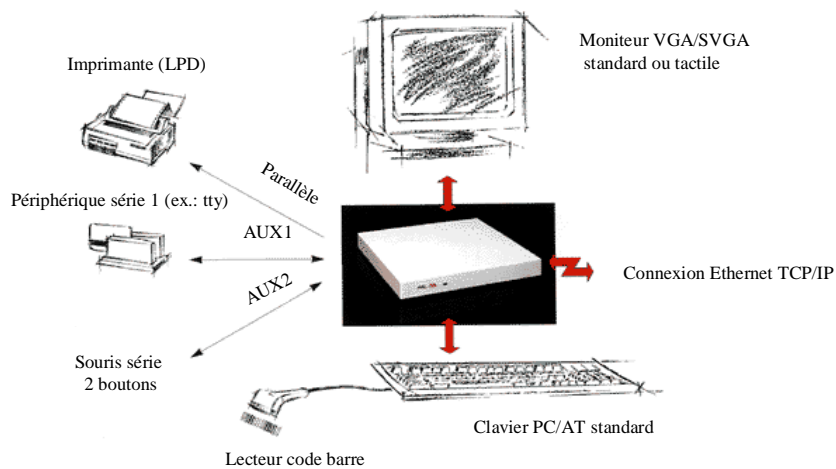 Moniteur VGA/SVGA
standard ou tactile
Imprimante (LPD)
Parallèle
Périphérique série 1 (ex.: tty)
AUX1
AUX2
Connexion Ethernet TCP/IP
Souris série
2 boutons
Clavier PC/AT standard
Lecteur code barre